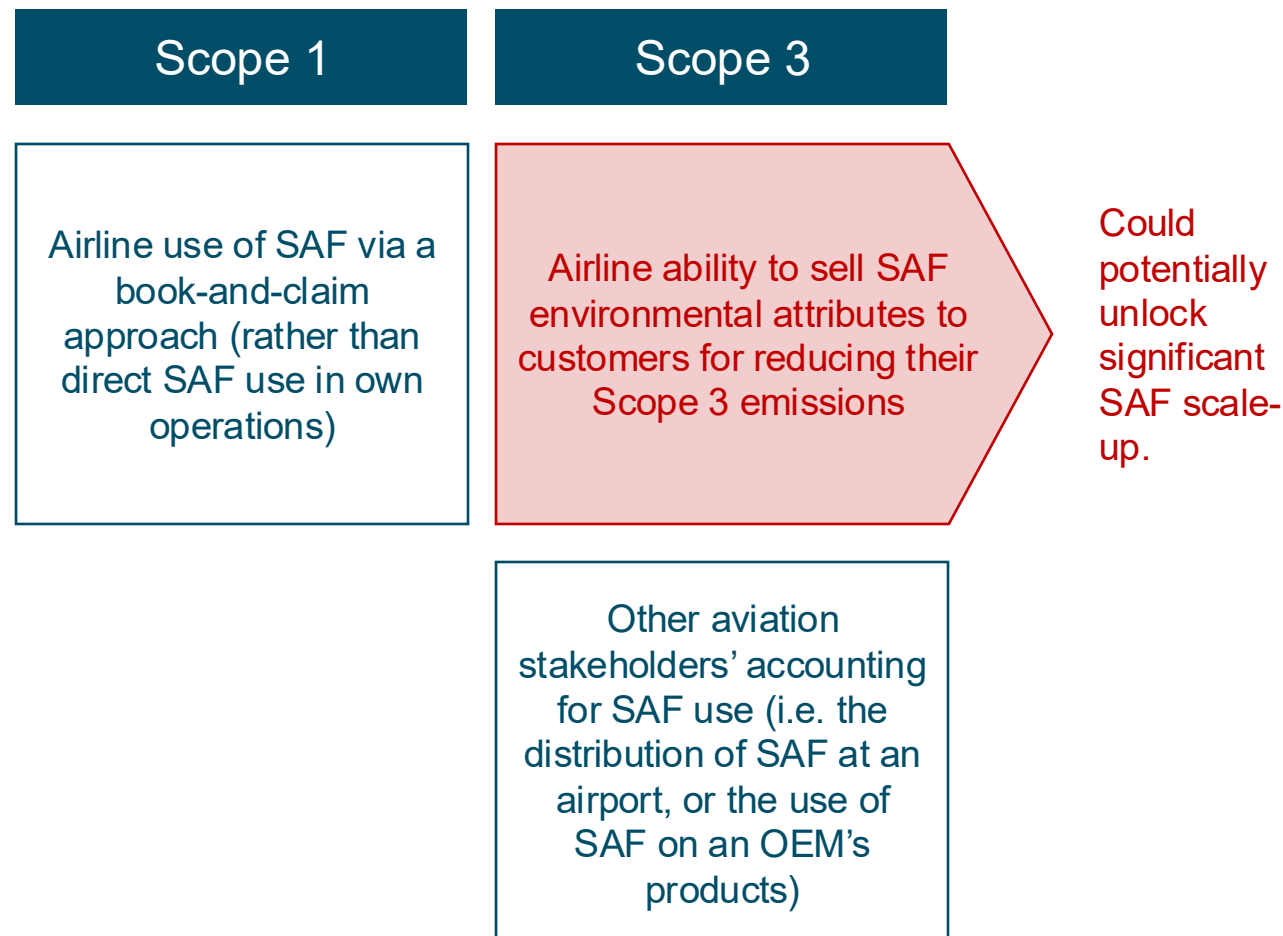 Scope 1
Scope 3
Airline use of SAF via a
book-and-claim
approach (rather than
direct SAF use in own
operations)
Airline ability to sell SAF
environmental attributes to
customers for reducing their
Scope 3 emissions
Could
potentially
unlock
significant
SAF scale-
up.
Other aviation
stakeholders’ accounting
for SAF use (i.e. the
distribution of SAF at an
airport, or the use of
SAF on an OEM’s
products)